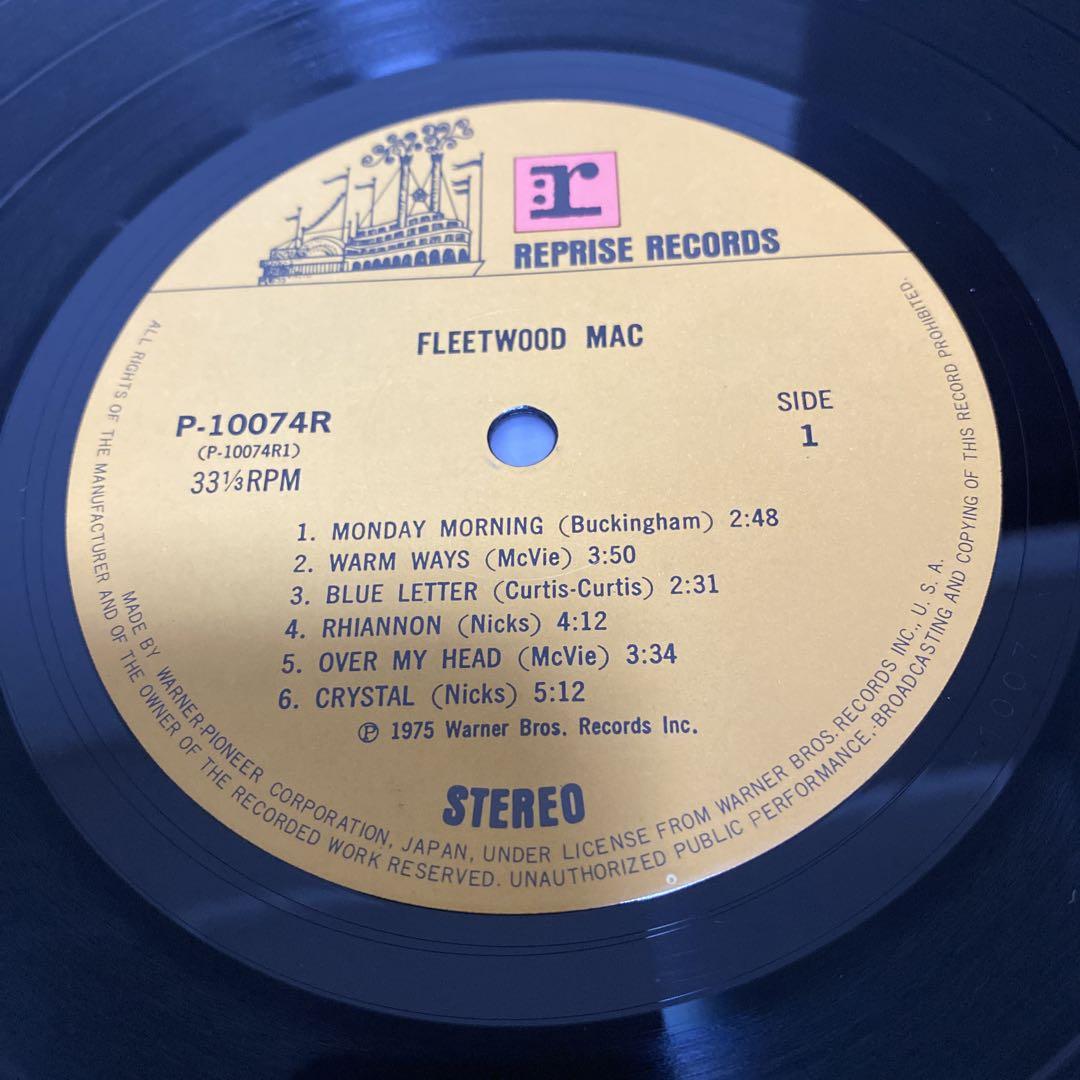 r
REPRISE RECORDS
FLEETWOOD MAC
P-10074R
(P-10074R1)
33⅓RPM
SIDE
1
1. MONDAY MORNING (Buckingham) 2:48
2. WARM WAYS (McVie) 3:50
3. BLUE LETTER (Curtis-Curtis) 2:31
4. RHIANNON (Nicks) 4:12
5. OVER MY HEAD (McVie) 3:34
6. CRYSTAL (Nicks) 5:12
Ⓟ 1975 Warner Bros. Records Inc.
STEREO
MADE BY WARNER-PIONEER CORPORATION, JAPAN, UNDER LICENSE FROM WARNER BROS. RECORDS INC., U. S. A.
ALL RIGHTS OF THE MANUFACTURER AND OF THE OWNER OF THE RECORDED WORK RESERVED. UNAUTHORIZED PUBLIC PERFORMANCE, BROADCASTING AND COPYING OF THIS RECORD PROHIBITED.